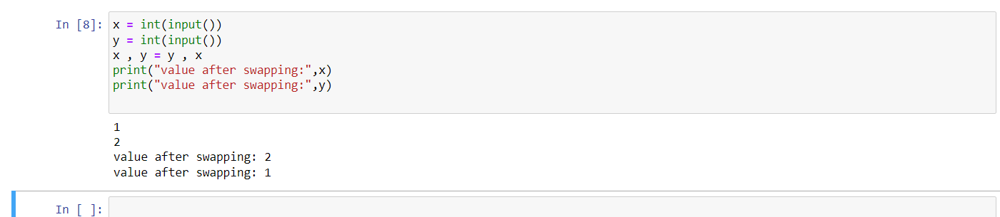 In [8]: x = int(input())
y = int(input())
x , y = y , x
print("value after swapping:",x)
print("value after swapping:",y)
1
2
value after swapping: 2
value after swapping: 1
In [ ]: